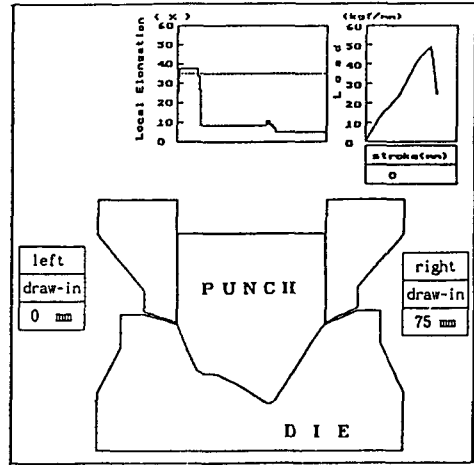 ( % )
(kgf/mm)
Local Elongation
60
50
40
30
20
10
0
Load
60
50
40
30
20
10
0
stroke(mm)
0
left
draw-in
0 mm
PUNCH
right
draw-in
75 mm
DIE